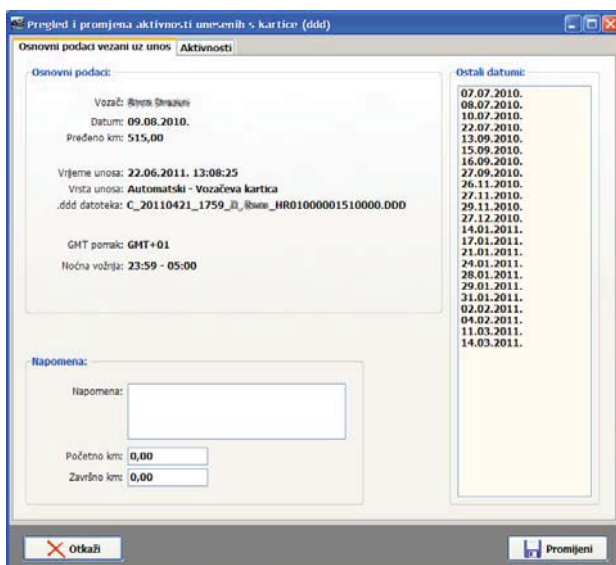 Pregled i promjena aktivnosti unesenih s kartice (ddd)
Osnovni podaci vezani uz unos Aktivnosti
Osnovni podaci:
Vozač:
Datum: 09.08.2010.
Pređeno km: 515,00
Vrijeme unosa: 22.06.2011. 13:08:25
Vrsta unosa: Automatski - Vozačeva kartica
.ddd datoteka: C_20110421_1759_ _HR01000001510000.DDD
GMT pomak: GMT+01
Noćna vožnja: 23:59 - 05:00
Ostali datumi:
07.07.2010.
08.07.2010.
10.07.2010.
22.07.2010.
13.09.2010.
15.09.2010.
16.09.2010.
27.09.2010.
26.11.2010.
27.11.2010.
29.11.2010.
27.12.2010.
14.01.2011.
17.01.2011.
21.01.2011.
24.01.2011.
28.01.2011.
29.01.2011.
31.01.2011.
02.02.2011.
04.02.2011.
11.03.2011.
14.03.2011.
Napomena:
Napomena:
Početno km: 0,00
Završno km: 0,00
Otkaži
Promijeni